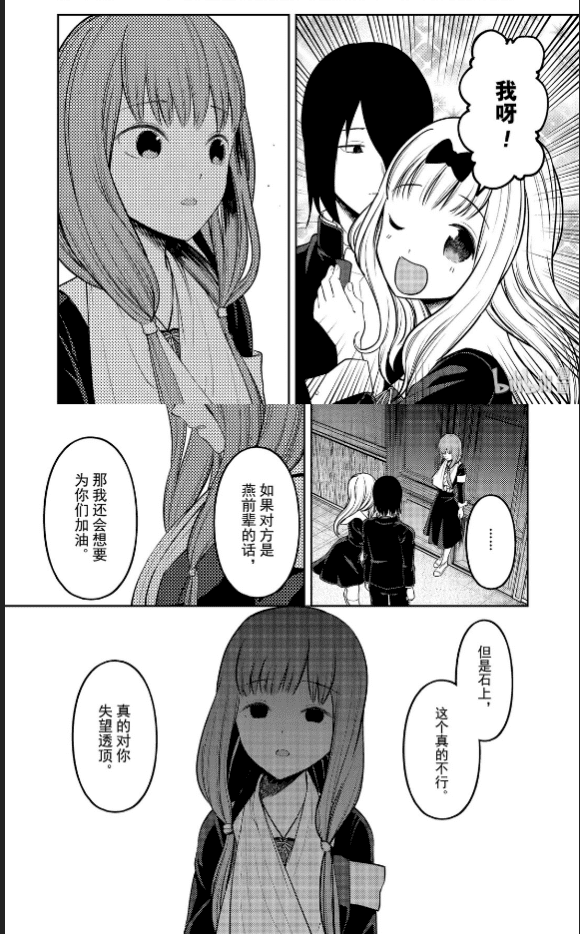 我呀！
……
如果对方是
燕前辈的话，
那我还会想要
为你们加油。
但是石上，
这个真的不行。
真的对你
失望透顶。